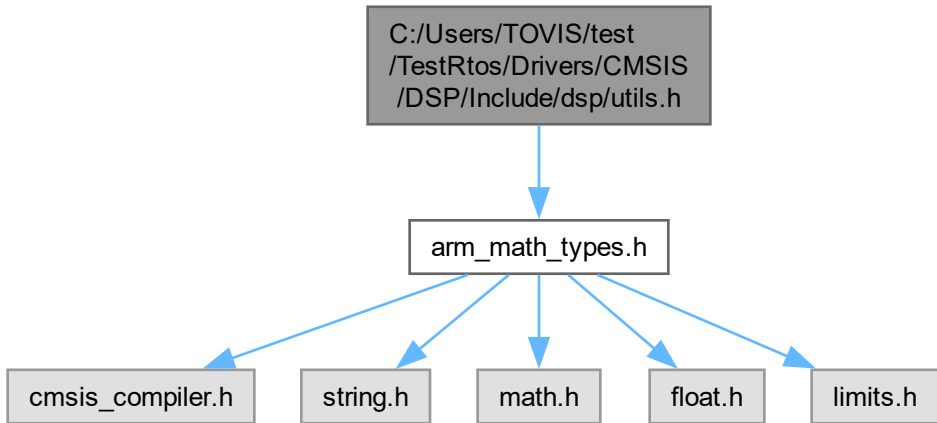 C:/Users/TOVIS/test
/TestRtos/Drivers/CMSIS
/DSP/Include/dsp/utils.h
arm_math_types.h
cmsis_compiler.h
string.h
math.h
float.h
limits.h